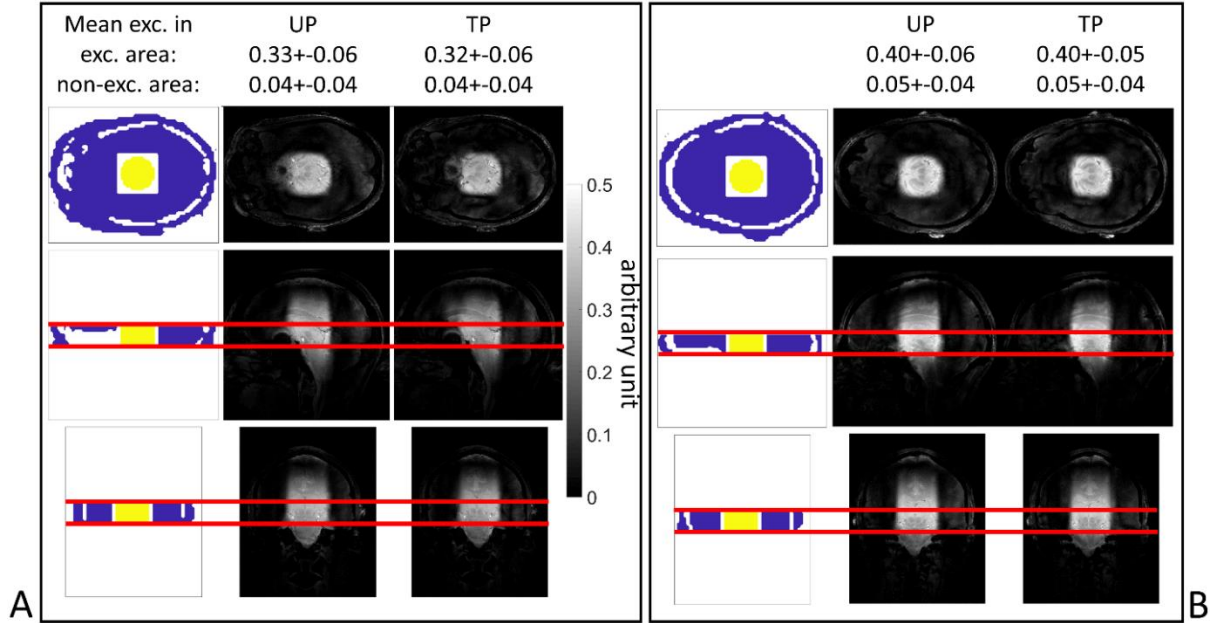 Mean exc. in UP TP
exc. area: 0.33+-0.06 0.32+-0.06
non-exc. area: 0.04+-0.04 0.04+-0.04
0.5
0.4
0.3
0.2
0.1
0
arbitrary unit
A
UP TP
0.40+-0.06 0.40+-0.05
0.05+-0.04 0.05+-0.04
B